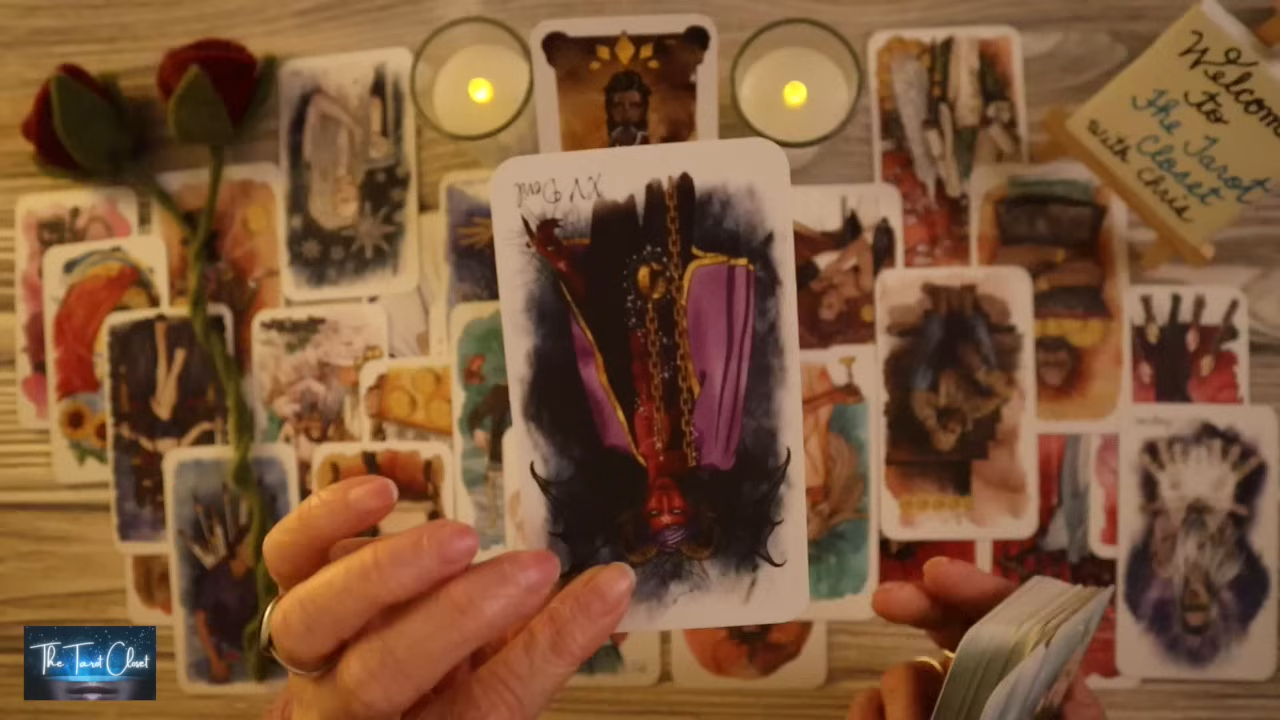 Welcome
to
The Tarot
Closet
with Chris
XV Devil
The Tarot Closet